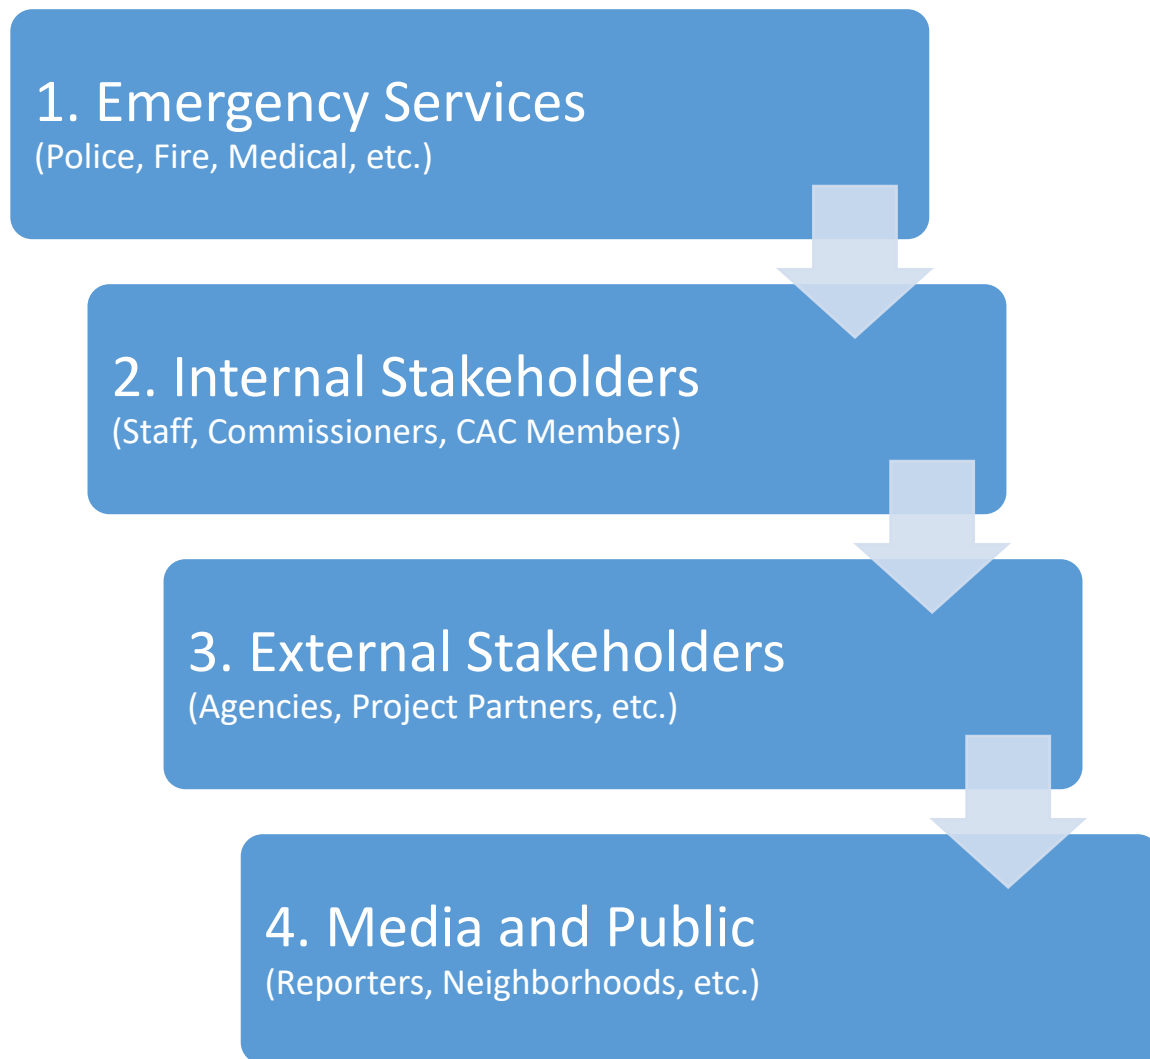 1. Emergency Services
(Police, Fire, Medical, etc.)
2. Internal Stakeholders
(Staff, Commissioners, CAC Members)
3. External Stakeholders
(Agencies, Project Partners, etc.)
4. Media and Public
(Reporters, Neighborhoods, etc.)